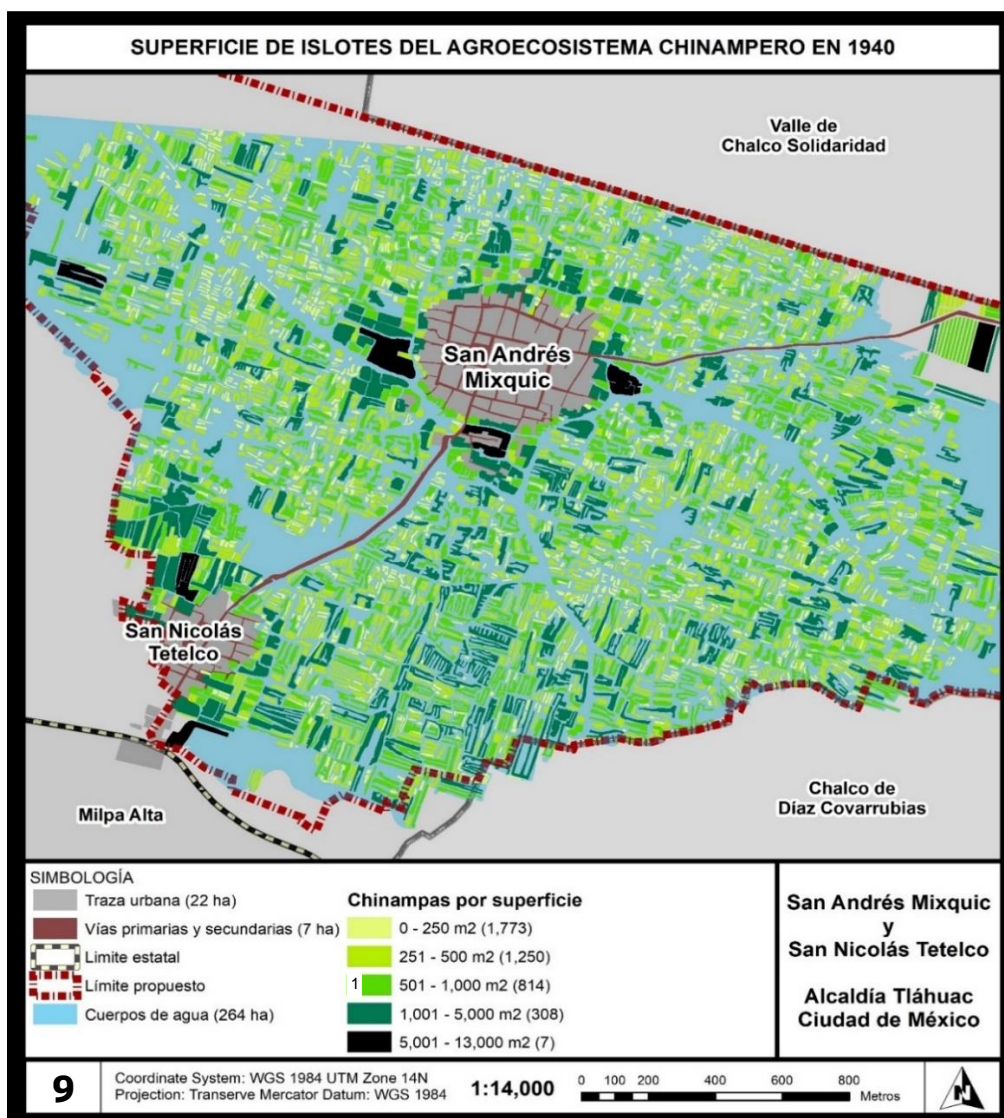 SUPERFICIE DE ISLOTES DEL AGROECOSISTEMA CHINAMPERO EN 1940
Valle de
Chalco Solidaridad
San Andrés
Mixquic
San Nicolás
Tetelco
Milpa Alta
Chalco de
Díaz Covarrubias
SIMBOLOGÍA
Traza urbana (22 ha)
Vías primarias y secundarias (7 ha)
Limite estatal
Límite propuesto
Cuerpos de agua (264 ha)
Chinampas por superficie
0 - 250 m2 (1,773)
251 - 500 m2 (1,250)
1 501 - 1,000 m2 (814)
1,001 - 5,000 m2 (308)
5,001 - 13,000 m2 (7)
San Andrés Mixquic
y
San Nicolás Tetelco
Alcaldía Tláhuac
Ciudad de México
9
Coordinate System: WGS 1984 UTM Zone 14N
Projection: Transerve Mercator Datum: WGS 1984
1:14,000
0 100 200 400 600 800
Metros
N